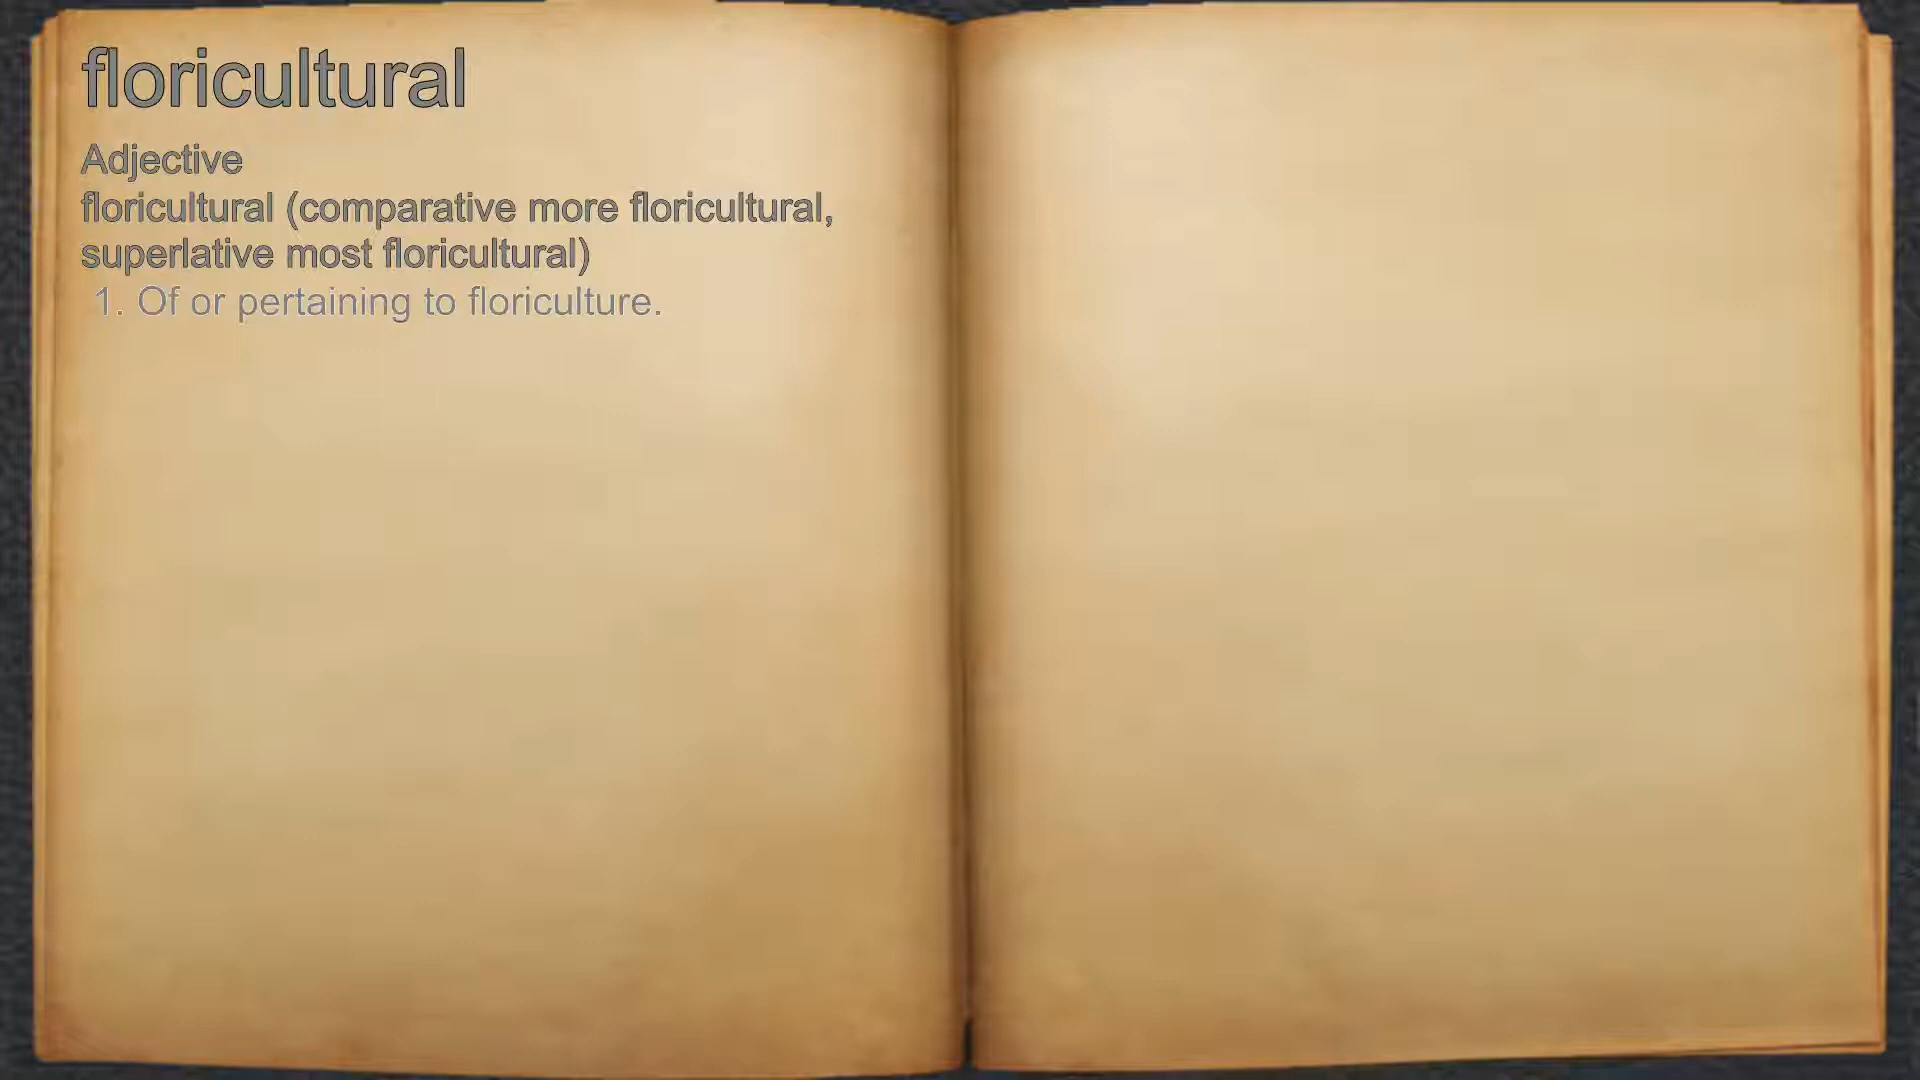 floricultural
Adjective
floricultural (comparative more floricultural,
superlative most floricultural)
1. Of or pertaining to floriculture.